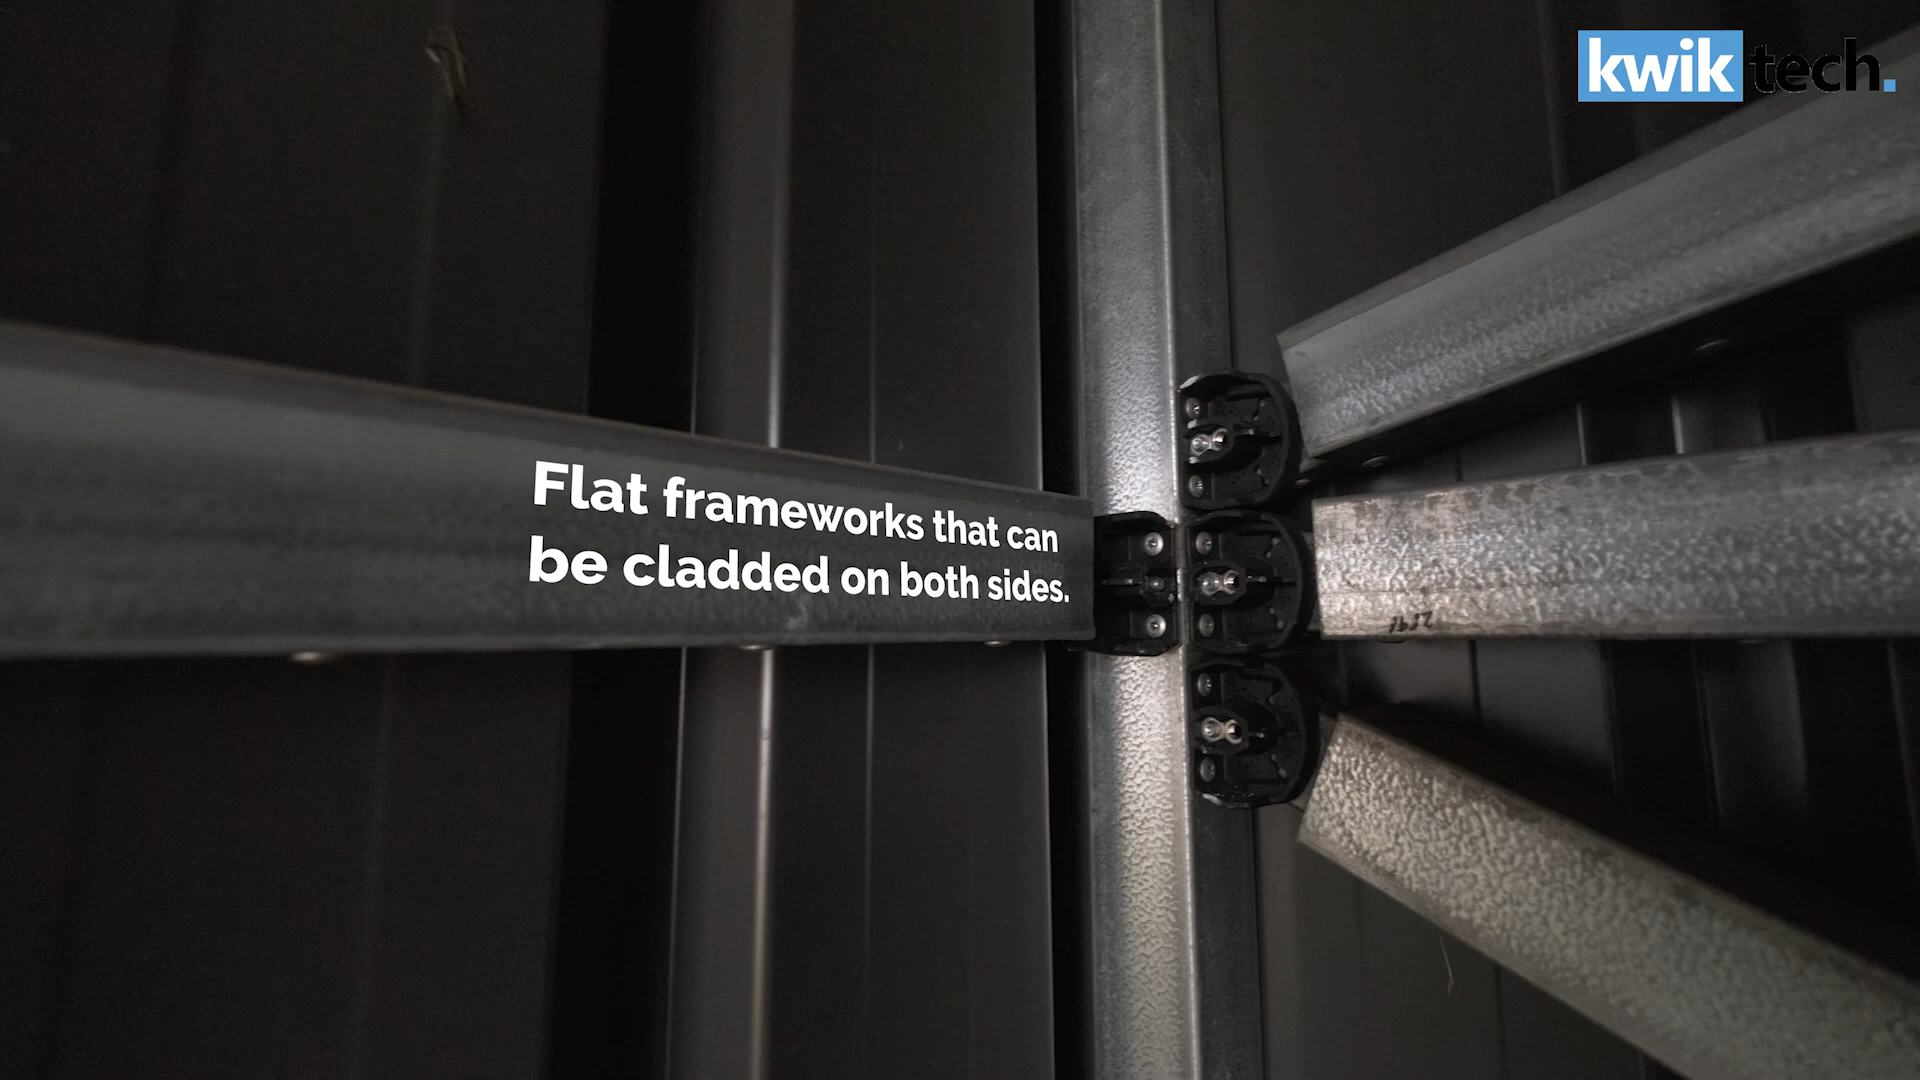 kwik tech.
Flat frameworks that can
be cladded on both sides.